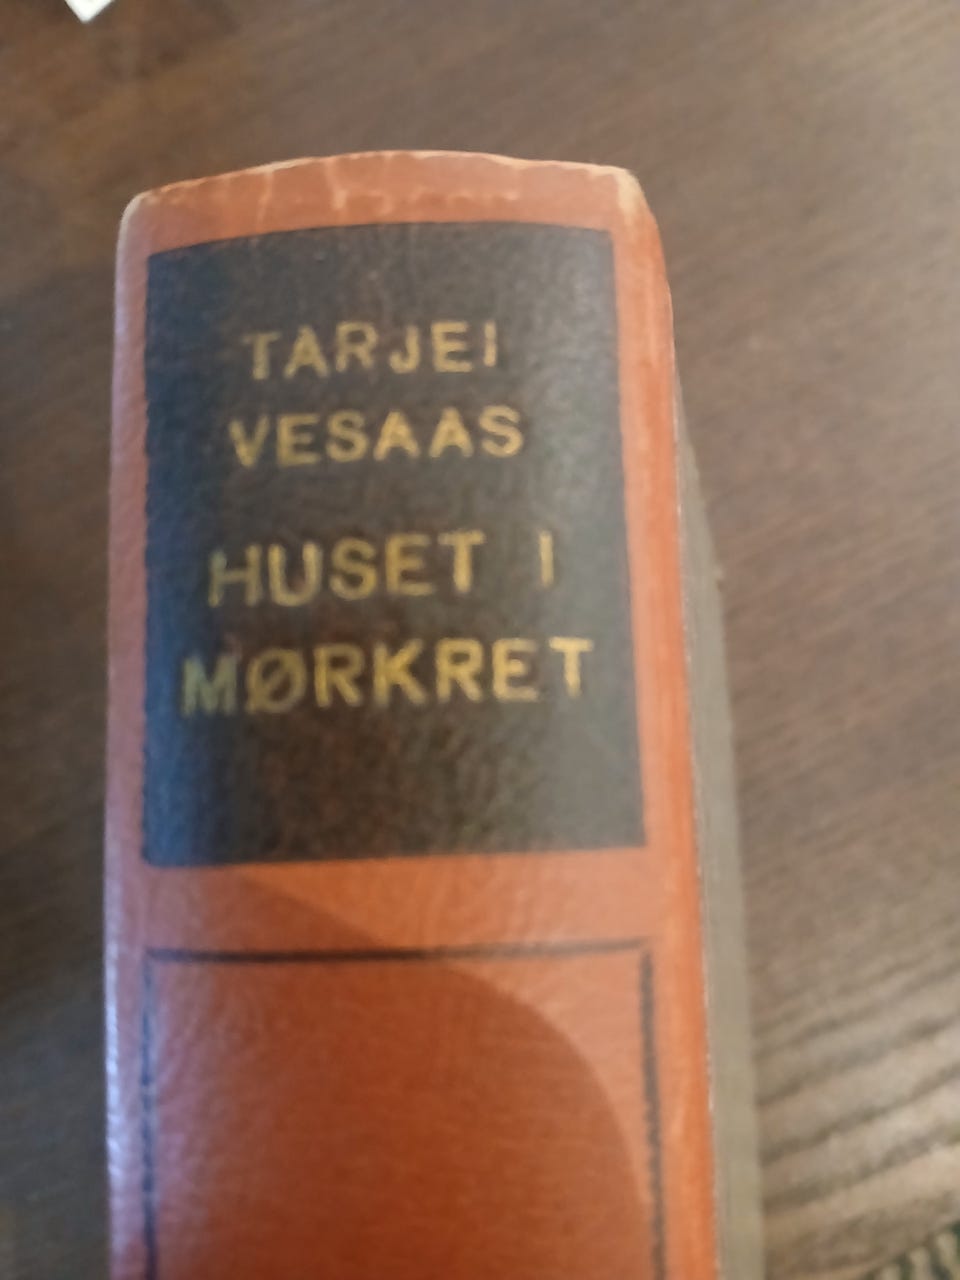 TARJEI
VESAAS
HUSET I
MØRKRET